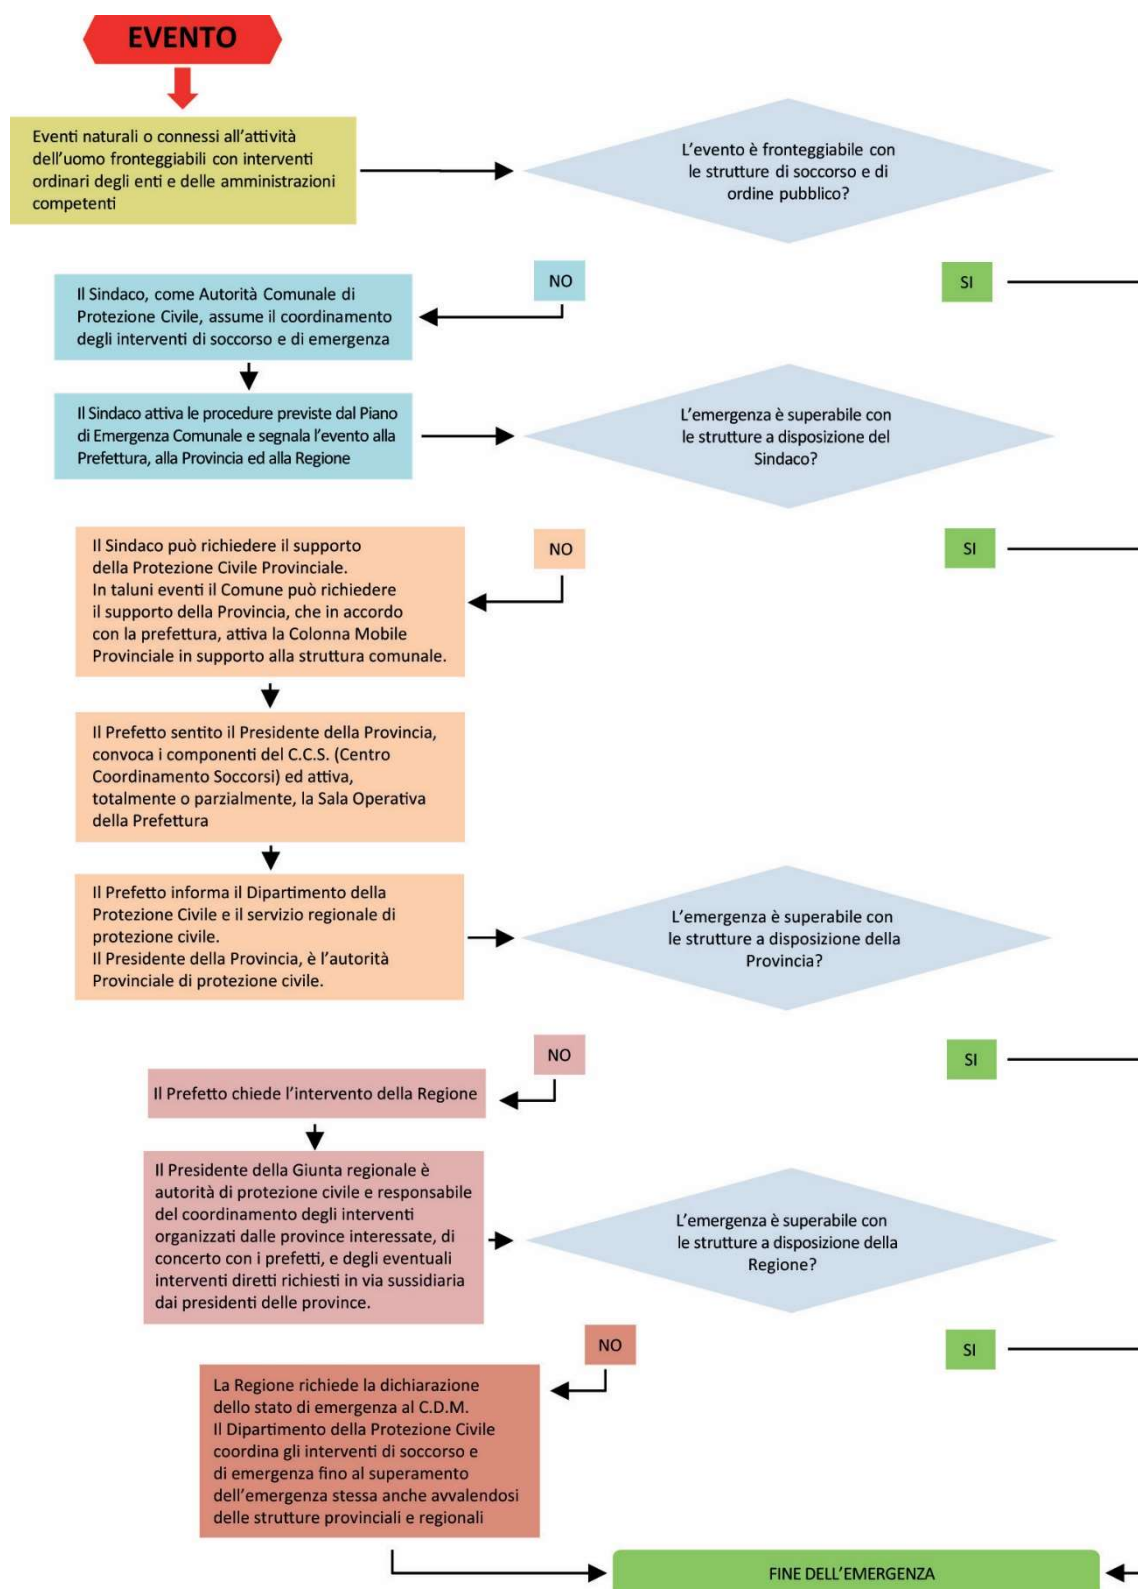 EVENTO
Eventi naturali o connessi all'attività
dell'uomo fronteggiabili con interventi
ordinari degli enti e delle amministrazioni
competenti
L'evento è fronteggiabile con
le strutture di soccorso e di
ordine pubblico?
NO
SI
Il Sindaco, come Autorità Comunale di
Protezione Civile, assume il coordinamento
degli interventi di soccorso e di emergenza
Il Sindaco attiva le procedure previste dal Piano
di Emergenza Comunale e segnala l'evento alla
Prefettura, alla Provincia ed alla Regione
L'emergenza è superabile con
le strutture a disposizione del
Sindaco?
NO
SI
Il Sindaco può richiedere il supporto
della Protezione Civile Provinciale.
In taluni eventi il Comune può richiedere
il supporto della Provincia, che in accordo
con la prefettura, attiva la Colonna Mobile
Provinciale in supporto alla struttura comunale.
Il Prefetto sentito il Presidente della Provincia,
convoca i componenti del C.C.S. (Centro
Coordinamento Soccorsi) ed attiva,
totalmente o parzialmente, la Sala Operativa
della Prefettura
Il Prefetto informa il Dipartimento della
Protezione Civile e il servizio regionale di
protezione civile.
Il Presidente della Provincia, è l'autorità
Provinciale di protezione civile.
L'emergenza è superabile con
le strutture a disposizione della
Provincia?
NO
SI
Il Prefetto chiede l'intervento della Regione
Il Presidente della Giunta regionale è
autorità di protezione civile e responsabile
del coordinamento degli interventi
organizzati dalle province interessate, di
concerto con i prefetti, e degli eventuali
interventi diretti richiesti in via sussidiaria
dai presidenti delle province.
L'emergenza è superabile con
le strutture a disposizione della
Regione?
NO
SI
La Regione richiede la dichiarazione
dello stato di emergenza al C.D.M.
Il Dipartimento della Protezione Civile
coordina gli interventi di soccorso e
di emergenza fino al superamento
dell'emergenza stessa anche avvalendosi
delle strutture provinciali e regionali
FINE DELL'EMERGENZA